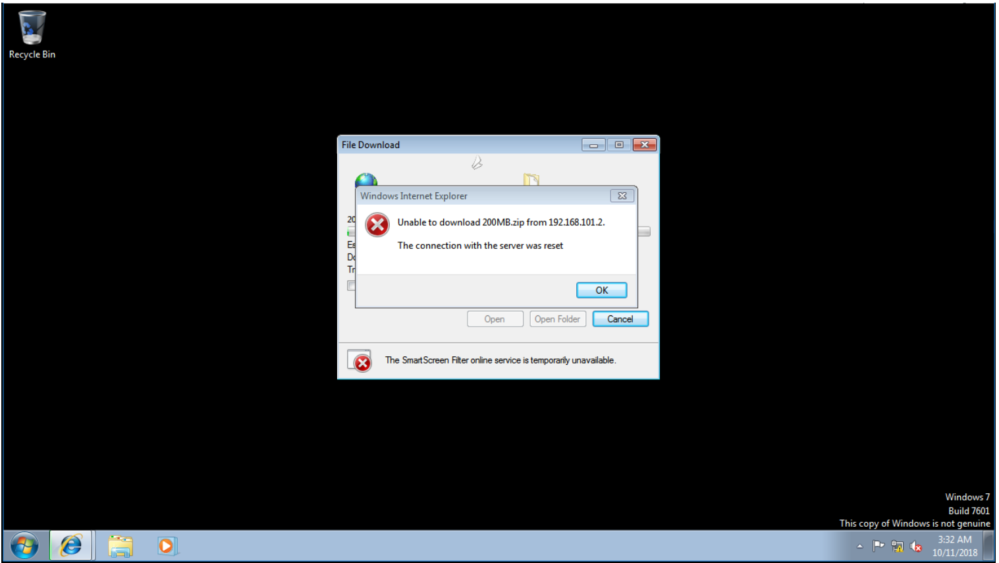 Recycle Bin
File Download
Windows Internet Explorer
20
Unable to download 200MB.zip from 192.168.101.2.
Es
The connection with the server was reset
Do
Tr
OK
Open
Open Folder
Cancel
The SmartScreen Filter online service is temporarily unavailable.
Windows 7
Build 7601
This copy of Windows is not genuine
3:32 AM
10/11/2018